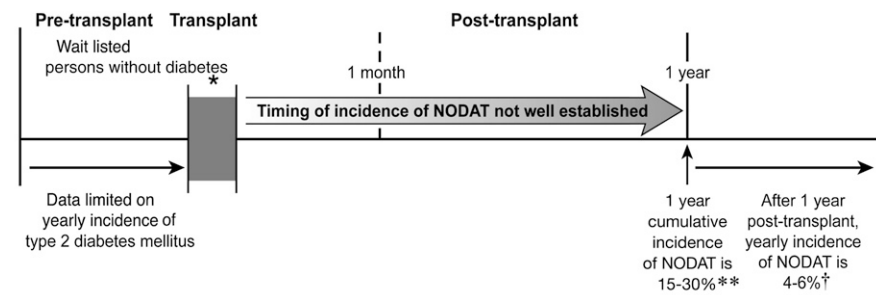 Pre-transplant
Transplant
Post-transplant
Wait listed
persons without diabetes
*
1 month
1 year
Timing of incidence of NODAT not well established
Data limited on
yearly incidence of
type 2 diabetes mellitus
1 year
cumulative
incidence
of NODAT is
15-30%**
After 1 year
post-transplant,
yearly incidence
of NODAT is
4-6%†